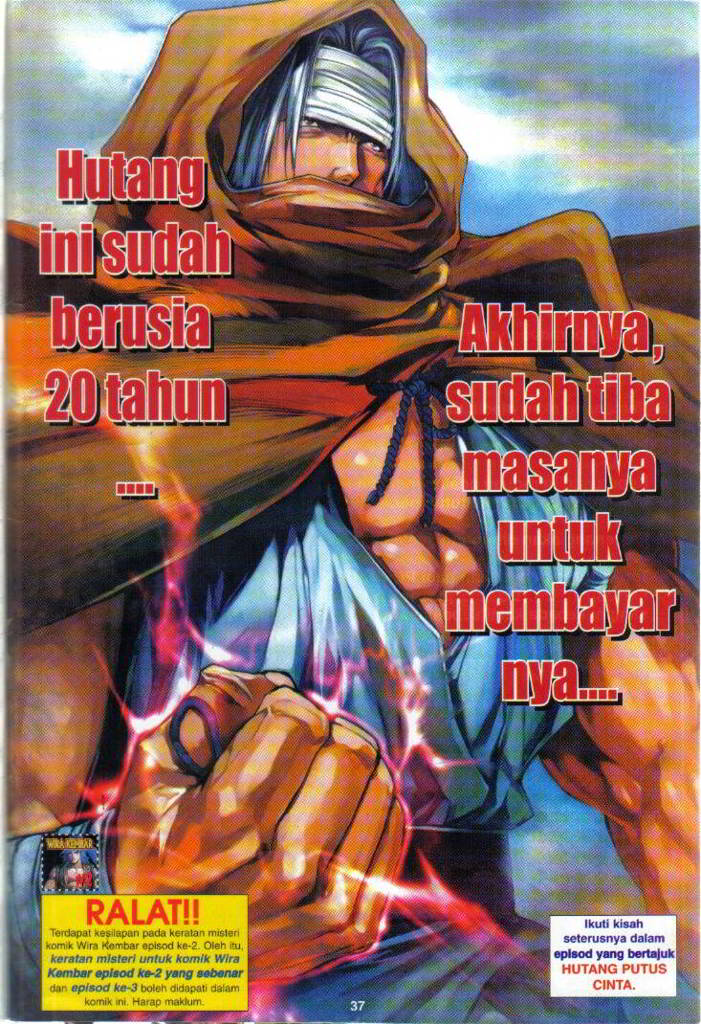 Hutang
ini sudah
berusia
20 tahun
....
Akhirnya,
sudah tiba
masanya
untuk
membayar
nya....
WIRA KEMBAR
RALAT!!
Terdapat kesilapan pada keratan misteri
komik Wira Kembar episod ke-2. Oleh itu,
keratan misteri untuk komik Wira
Kembar episod ke-2 yang sebenar
dan episod ke-3 boleh didapati dalam
komik ini. Harap maklum.
Ikuti kisah
seterusnya dalam
episod yang bertajuk
HUTANG PUTUS
CINTA.
37